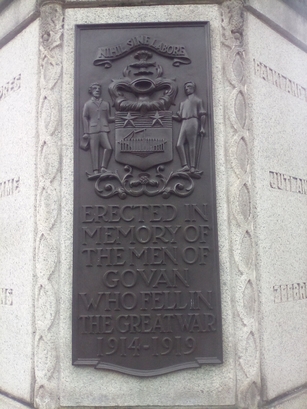 NIHIL SINE LABORE
ERECTED IN
MEMORY OF
THE MEN OF
GOVAN
WHO FELL IN
THE GREAT WAR
1914-1919